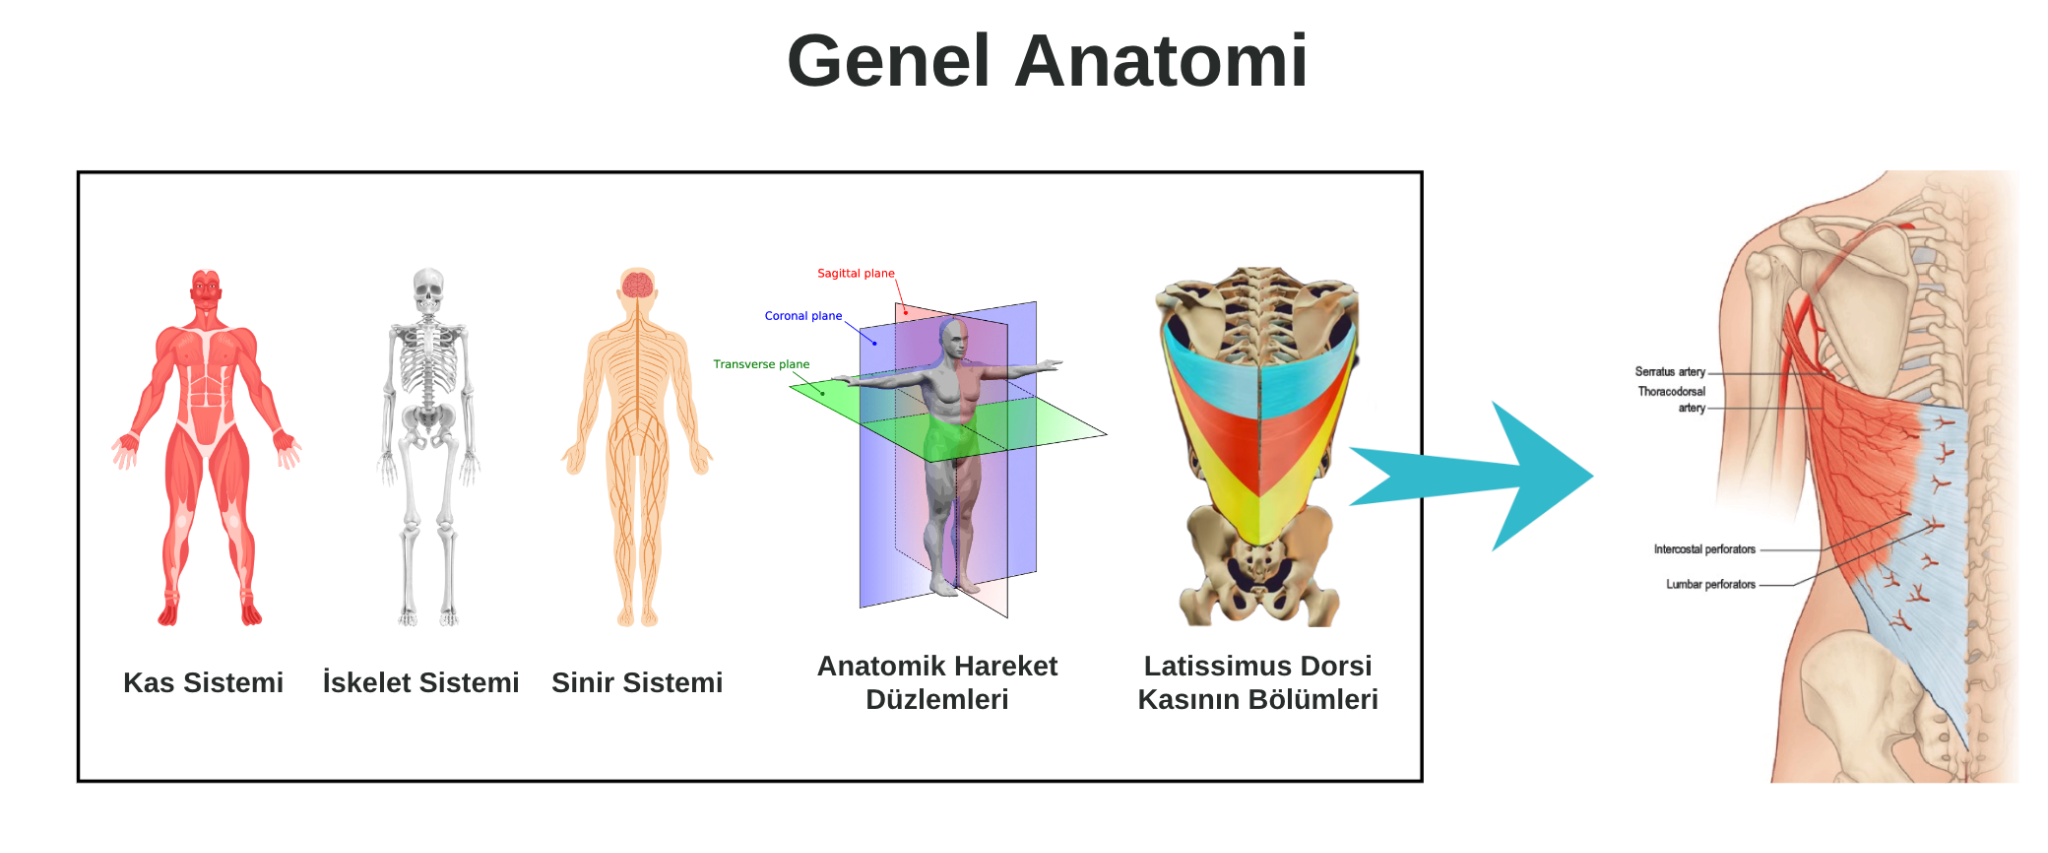 Genel Anatomi
Sagittal plane
Coronal plane
Transverse plane
Kas Sistemi
İskelet Sistemi
Sinir Sistemi
Anatomik Hareket
Düzlemleri
Latissimus Dorsi
Kasının Bölümleri
Serratus artery
Thoracodorsal
artery
Intercostal perforators
Lumbar perforators